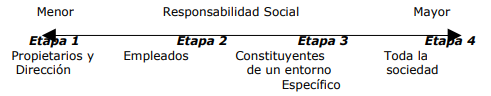 Menor Responsabilidad Social Mayor
Etapa 1 Etapa 2 Etapa 3 Etapa 4
Propietarios y Empleados Constituyentes Toda la
Dirección de un entorno sociedad
Específico